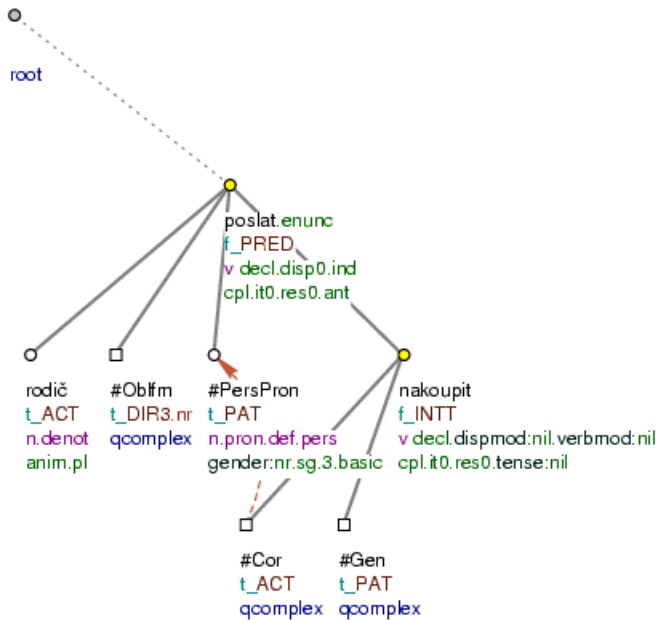 root
poslat.enunc
f_PRED
v decl.disp0.ind
cpl.it0.res0.ant
rodič
t_ACT
n.denot
anim.pl
#Oblfm
t_DIR3.nr
qcomplex
#PersPron
t_PAT
n.pron.def.pers
gender:nr.sg.3.basic
nakoupit
f_INTT
v decl.dispmod:nil.verbmod:nil
cpl.it0.res0.tense:nil
#Cor
t_ACT
qcomplex
#Gen
t_PAT
qcomplex